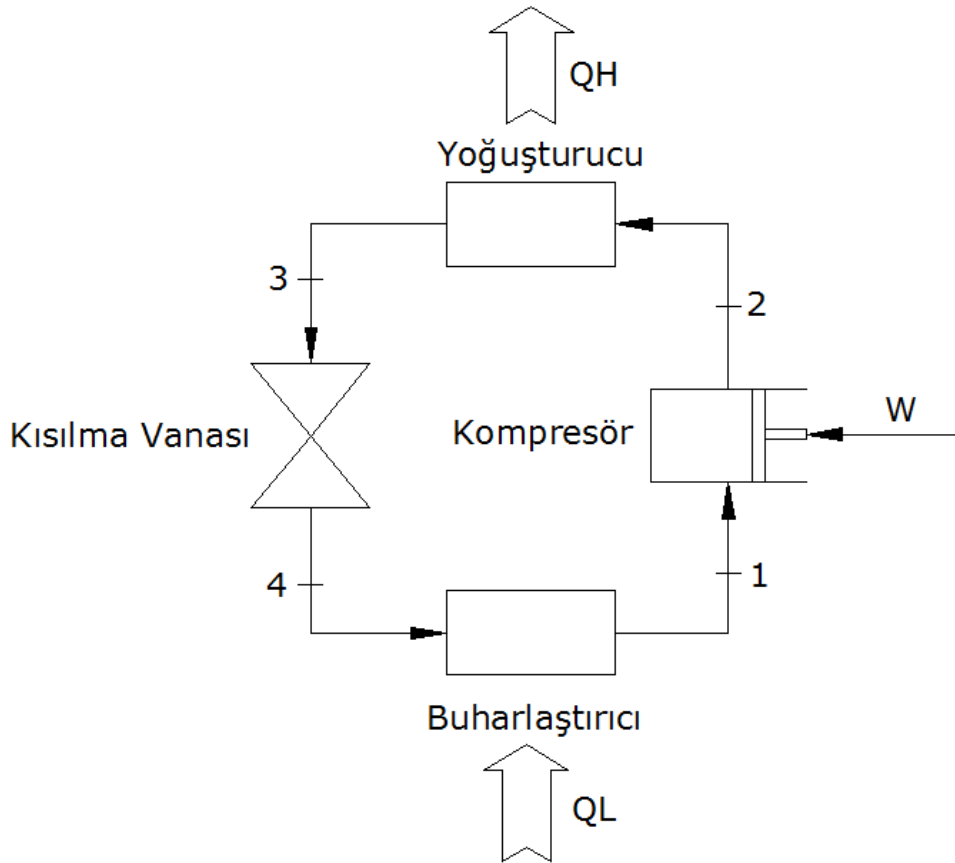 QH
Yoğuşturucu
3
2
Kısılma Vanası
Kompresör
W
4
1
Buharlaştırıcı
QL